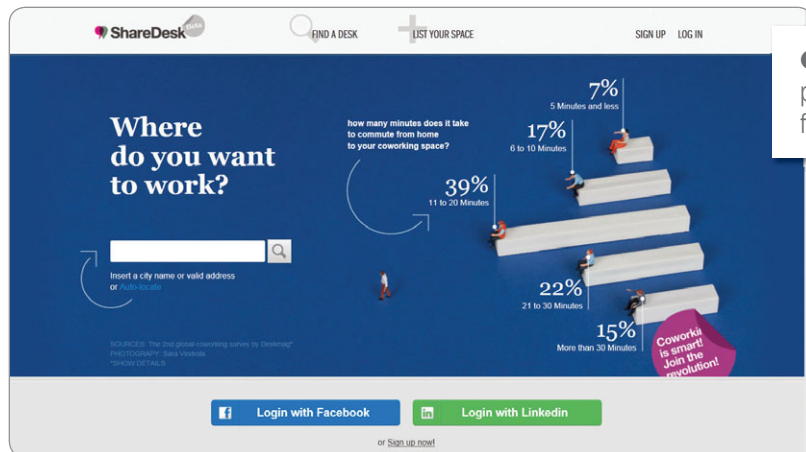 ShareDesk Beta
FIND A DESK
LIST YOUR SPACE
SIGN UP
LOG IN
Where
do you want
to work?
Insert a city name or valid address
or Auto-locate
how many minutes does it take
to commute from home
to your coworking space?
7%
5 Minutes and less
17%
6 to 10 Minutes
39%
11 to 20 Minutes
22%
21 to 30 Minutes
15%
More than 30 Minutes
is smart!
Join the
revolution!
SOURCES: The 2nd global coworking survey by Deskmag*
PHOTOGRAPY: Sara Vindrola
*SHOW DETAILS
Login with Facebook
in
Login with Linkedin
or Sign up now!